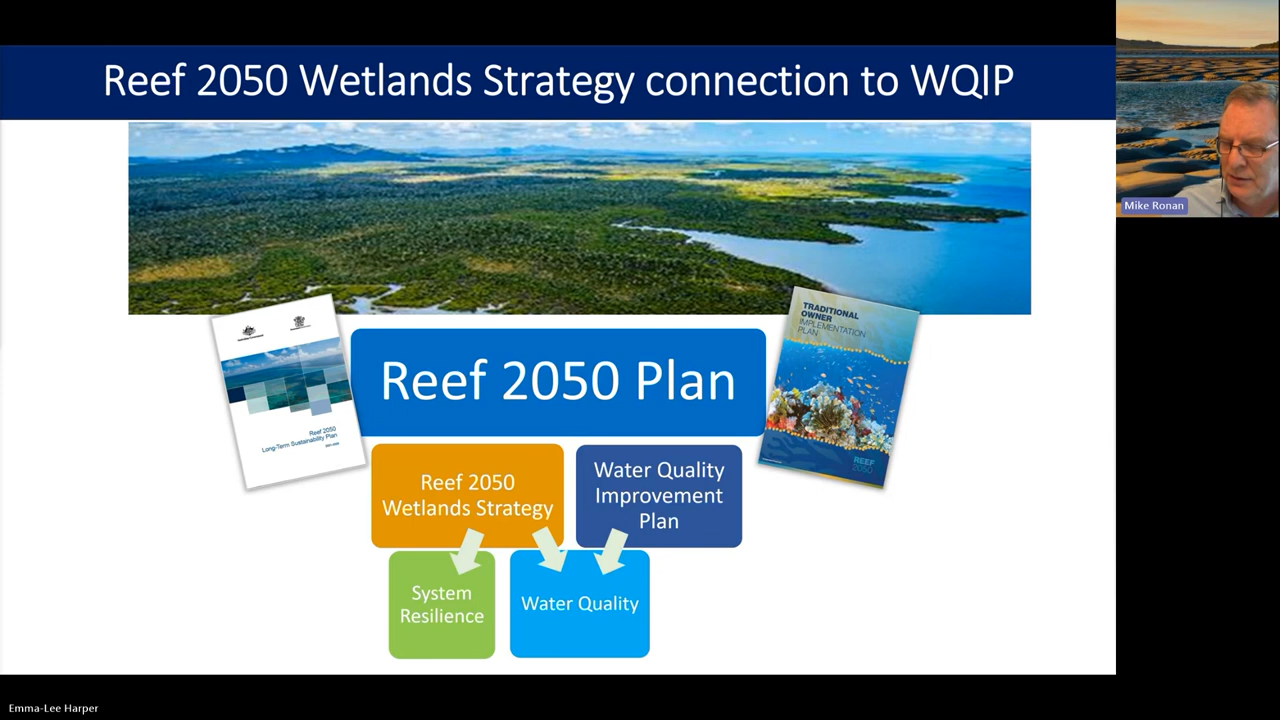 Reef 2050 Wetlands Strategy connection to WQIP
Mike Ronan
TRADITIONAL
OWNER
IMPLEMENTATION
PLAN
Reef 2050 Plan
Reef 2050
Long-Term Sustainability Plan
REEF
2050
Reef 2050
Wetlands Strategy
Water Quality
Improvement
Plan
System
Resilience
Water Quality
Emma-Lee Harper